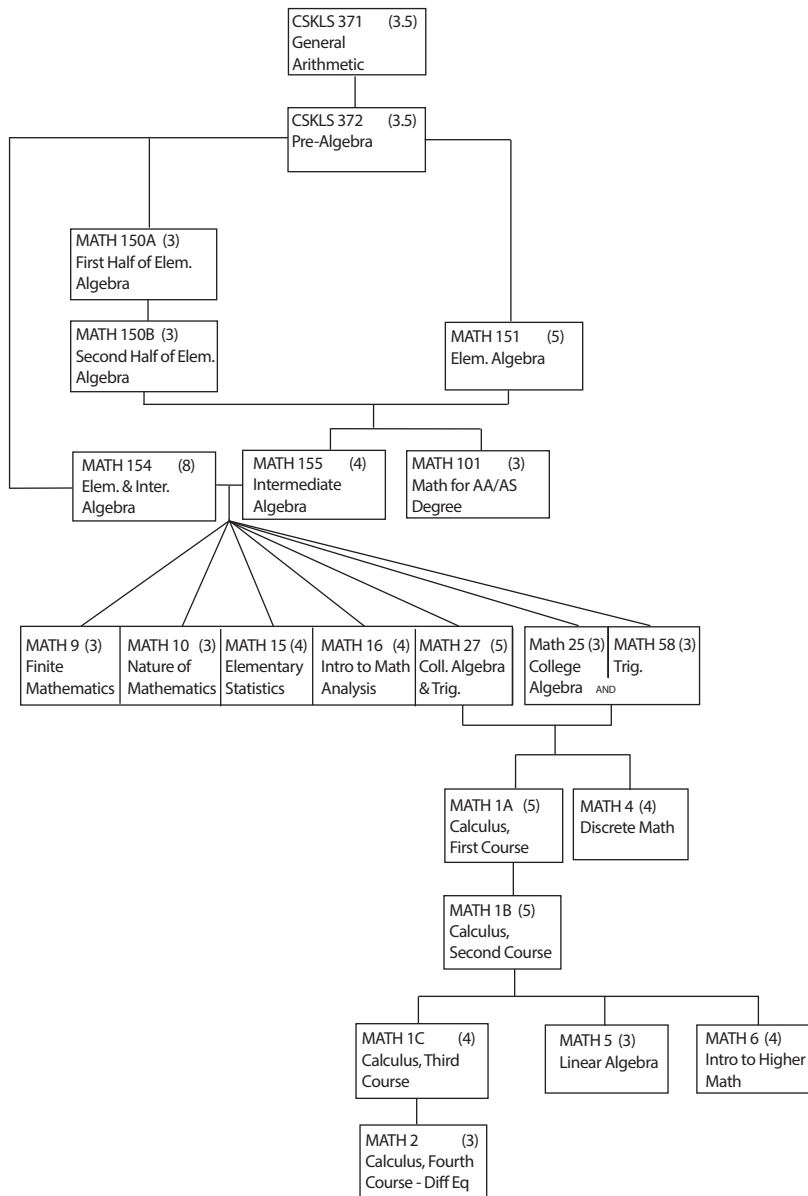 CSKLS 371 (3.5)
General
Arithmetic
CSKLS 372 (3.5)
Pre-Algebra
MATH 150A (3)
First Half of Elem.
Algebra
MATH 150B (3)
Second Half of Elem.
Algebra
MATH 151 (5)
Elem. Algebra
MATH 154 (8)
Elem. & Inter.
Algebra
MATH 155 (4)
Intermediate
Algebra
MATH 101 (3)
Math for AA/AS
Degree
MATH 9 (3)
Finite
Mathematics
MATH 10 (3)
Nature of
Mathematics
MATH 15 (4)
Elementary
Statistics
MATH 16 (4)
Intro to Math
Analysis
MATH 27 (5)
Coll. Algebra
& Trig.
Math 25 (3)
College
Algebra
AND
MATH 58 (3)
Trig.
MATH 1A (5)
Calculus,
First Course
MATH 4 (4)
Discrete Math
MATH 1B (5)
Calculus,
Second Course
MATH 1C (4)
Calculus, Third
Course
MATH 5 (3)
Linear Algebra
MATH 6 (4)
Intro to Higher
Math
MATH 2 (3)
Calculus, Fourth
Course - Diff Eq